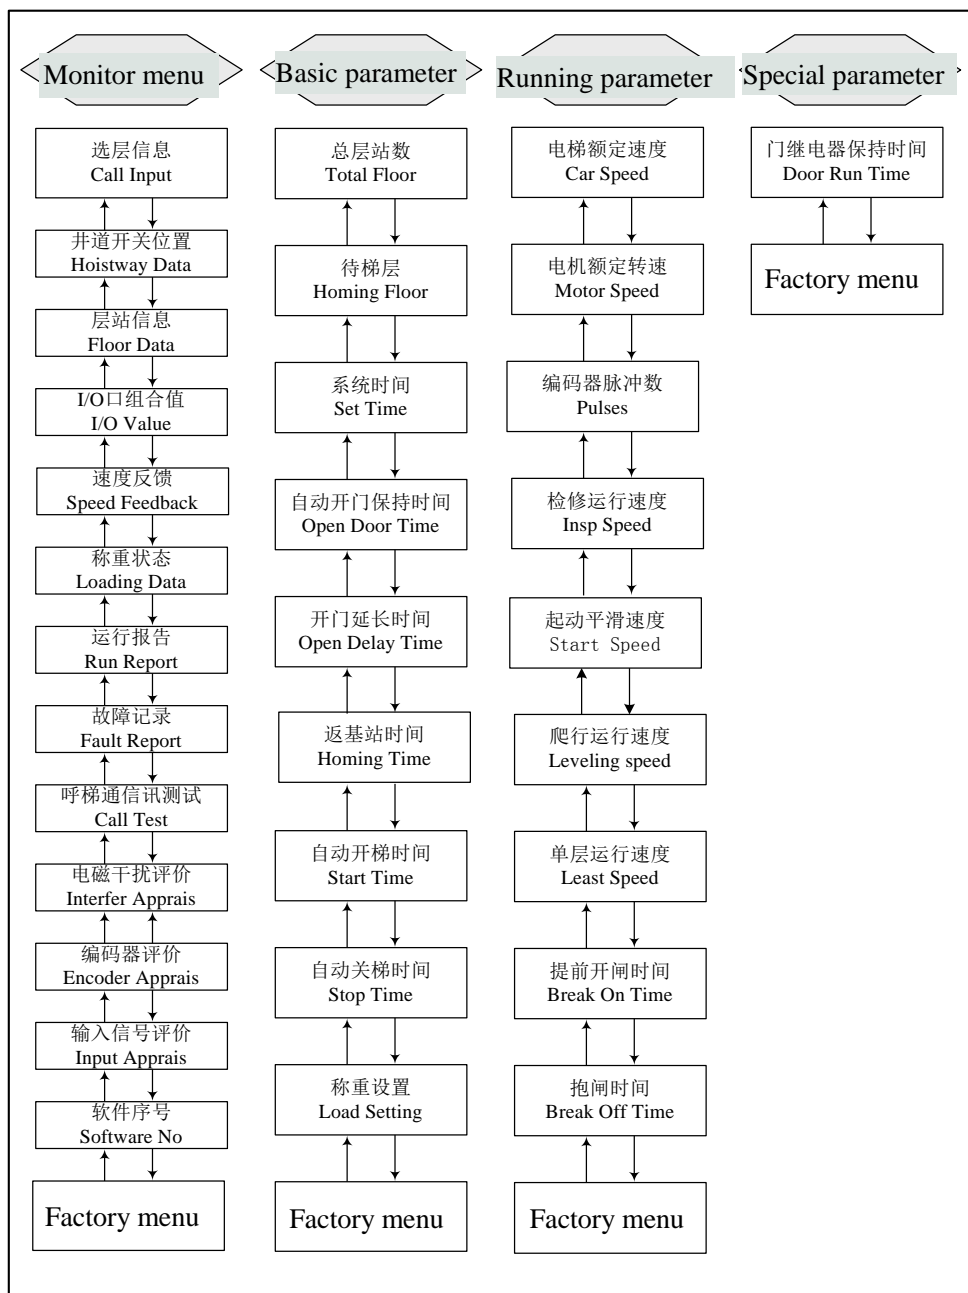 Monitor menu
选层信息
Call Input
井道开关位置
Hoistway Data
层站信息
Floor Data
I/O口组合值
I/O Value
速度反馈
Speed Feedback
称重状态
Loading Data
运行报告
Run Report
故障记录
Fault Report
呼梯通信讯测试
Call Test
电磁干扰评价
Interfer Apprais
编码器评价
Encoder Apprais
输入信号评价
Input Apprais
软件序号
Software No
Factory menu
Basic parameter
总层站数
Total Floor
待梯层
Homing Floor
系统时间
Set Time
自动开门保持时间
Open Door Time
开门延长时间
Open Delay Time
返基站时间
Homing Time
自动开梯时间
Start Time
自动关梯时间
Stop Time
称重设置
Load Setting
Factory menu
Running parameter
电梯额定速度
Car Speed
电机额定转速
Motor Speed
编码器脉冲数
Pulses
检修运行速度
Insp Speed
起动平滑速度
Start Speed
爬行运行速度
Leveling speed
单层运行速度
Least Speed
提前开闸时间
Break On Time
抱闸时间
Break Off Time
Factory menu
Special parameter
门继电器保持时间
Door Run Time
Factory menu